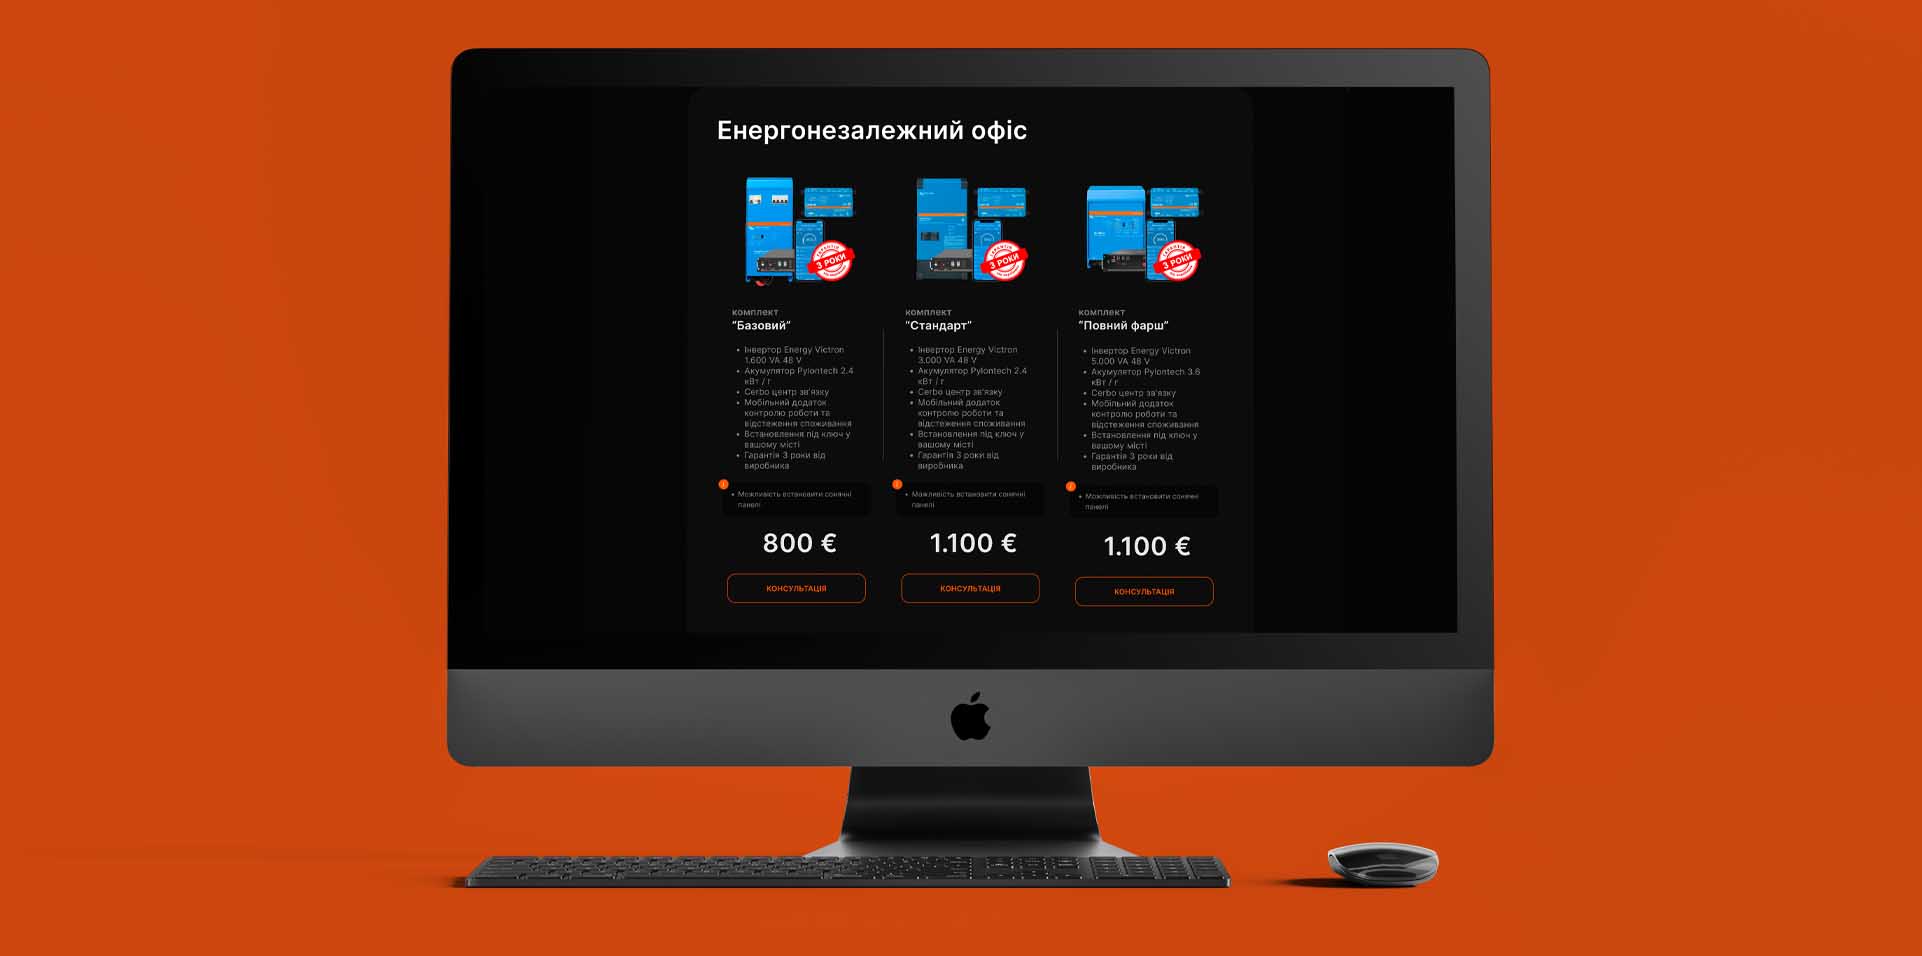 Енергонезалежний офіс
ГАРАНТІЯ
3 РОКИ
ГАРАНТІЯ
3 РОКИ
ГАРАНТІЯ
3 РОКИ
комплект
“Базовий”
• Інвертор Energy Victron
1.600 VA 48 V
• Акумулятор Pylontech 2.4
кВт / г
• Cerbo центр зв'язку
• Мобільний додаток
контролю роботи та
відстеження споживання
• Встановлення під ключ у
вашому місті
• Гарантія 3 роки від
виробника
• Можливість встановити сонячні
панелі
800 €
КОНСУЛЬТАЦІЯ
комплект
“Стандарт”
• Інвертор Energy Victron
3.000 VA 48 V
• Акумулятор Pylontech 2.4
кВт / г
• Cerbo центр зв'язку
• Мобільний додаток
контролю роботи та
відстеження споживання
• Встановлення під ключ у
вашому місті
• Гарантія 3 роки від
виробника
• Можливість встановити сонячні
панелі
1.100 €
КОНСУЛЬТАЦІЯ
комплект
“Повний фарш”
• Інвертор Energy Victron
5.000 VA 48 V
• Акумулятор Pylontech 3.6
кВт / г
• Cerbo центр зв'язку
• Мобільний додаток
контролю роботи та
відстеження споживання
• Встановлення під ключ у
вашому місті
• Гарантія 3 роки від
виробника
• Можливість встановити сонячні
панелі
1.100 €
КОНСУЛЬТАЦІЯ